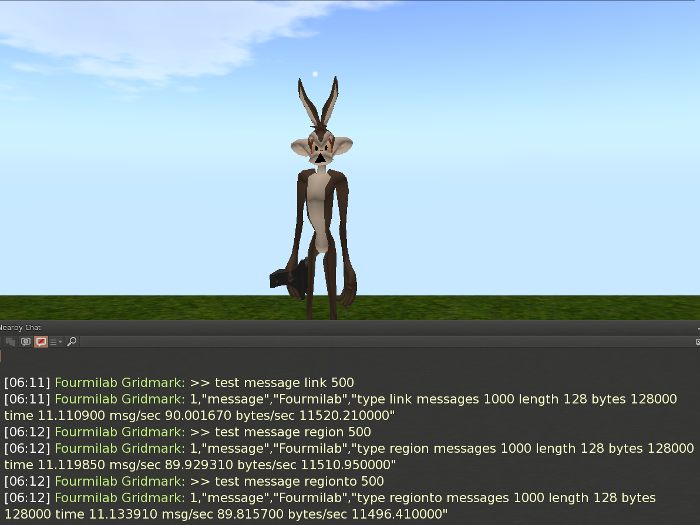 Nearby Chat
[06:11] Fourmilab Gridmark: >> test message link 500
[06:11] Fourmilab Gridmark: 1,"message","Fourmilab","type link messages 1000 length 128 bytes 128000
time 11.110900 msg/sec 90.001670 bytes/sec 11520.210000"
[06:12] Fourmilab Gridmark: >> test message region 500
[06:12] Fourmilab Gridmark: 1,"message","Fourmilab","type region messages 1000 length 128 bytes 128000
time 11.119850 msg/sec 89.929310 bytes/sec 11510.950000"
[06:12] Fourmilab Gridmark: >> test message regionto 500
[06:12] Fourmilab Gridmark: 1,"message","Fourmilab","type regionto messages 1000 length 128 bytes
128000 time 11.133910 msg/sec 89.815700 bytes/sec 11496.410000"